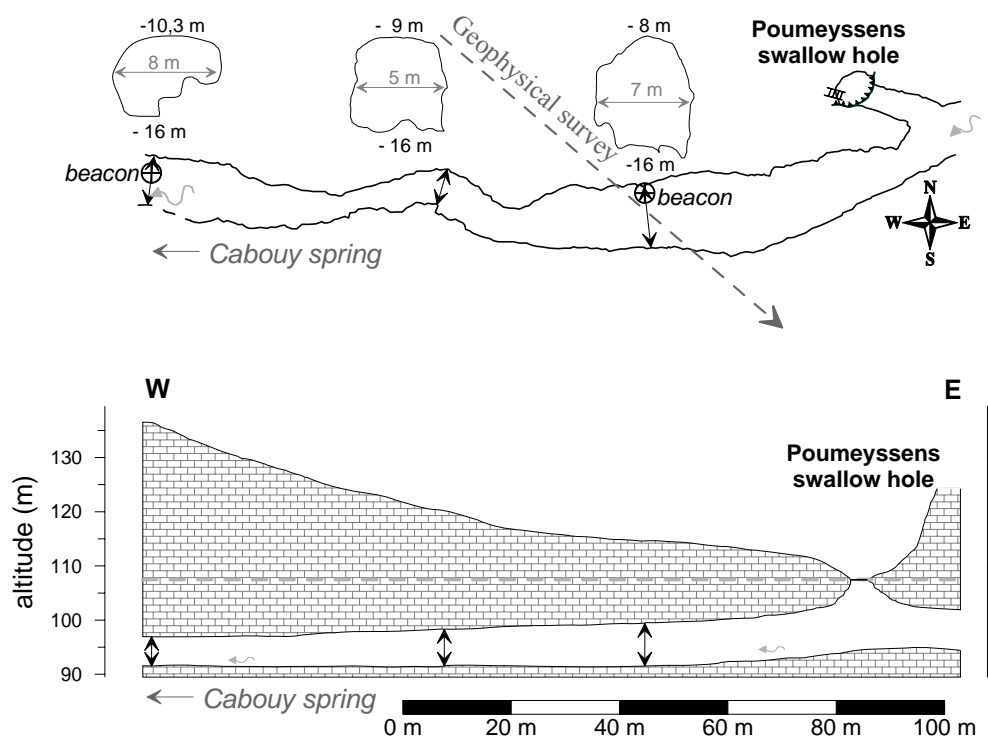 -10,3 m
- 9 m
- 8 m
Poumeyssens
swallow hole
8 m
5 m
7 m
Geophysical survey
- 16 m
- 16 m
-16 m
beacon
beacon
N
W
E
S
Cabouy spring
W
E
Poumeyssens
swallow hole
altitude (m)
130
120
110
100
90
Cabouy spring
0 m
20 m
40 m
60 m
80 m
100 m